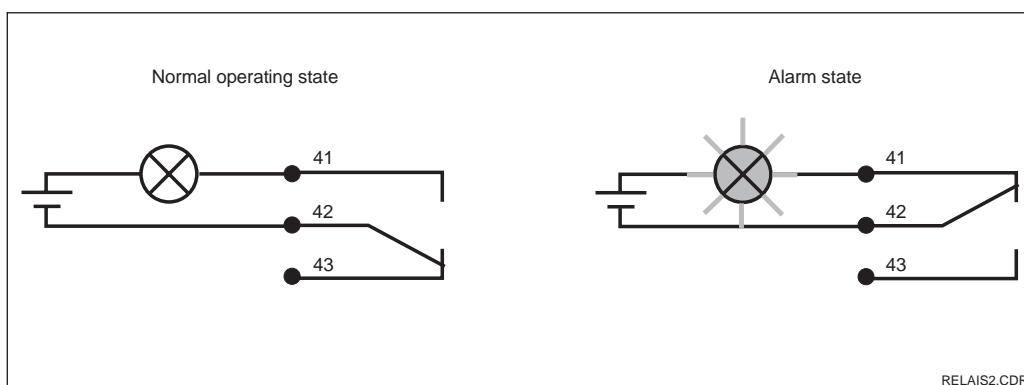 Normal operating state
41
42
43
Alarm state
41
42
43
RELAIS2.CDR